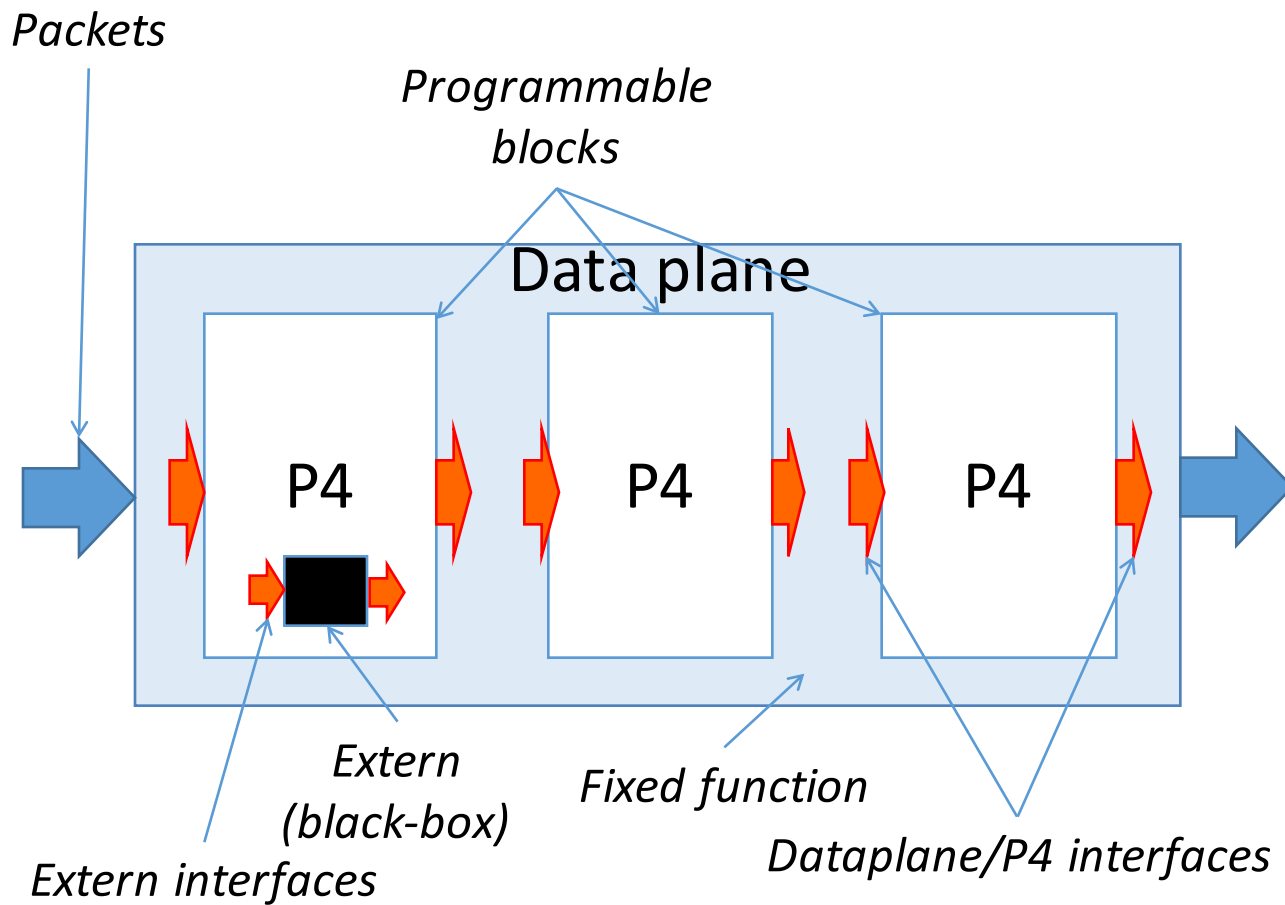 Packets
Programmable
blocks
Data plane
P4
P4
P4
Extern
(black-box)
Fixed function
Dataplane/P4 interfaces
Extern interfaces